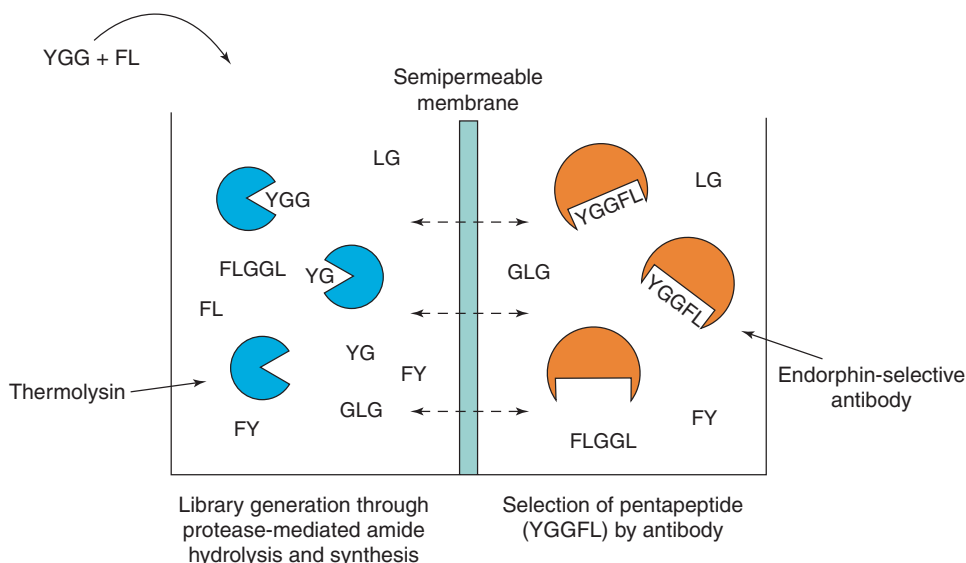 YGG + FL
Semipermeable
membrane
LG
YGG
FLGGL
YG
FL
YG
FY
GLG
FY
Thermolysin
YGGFL
LG
GLG
YGGFL
FLGGL
FY
Endorphin-selective
antibody
Library generation through
protease-mediated amide
hydrolysis and synthesis
Selection of pentapeptide
(YGGFL) by antibody